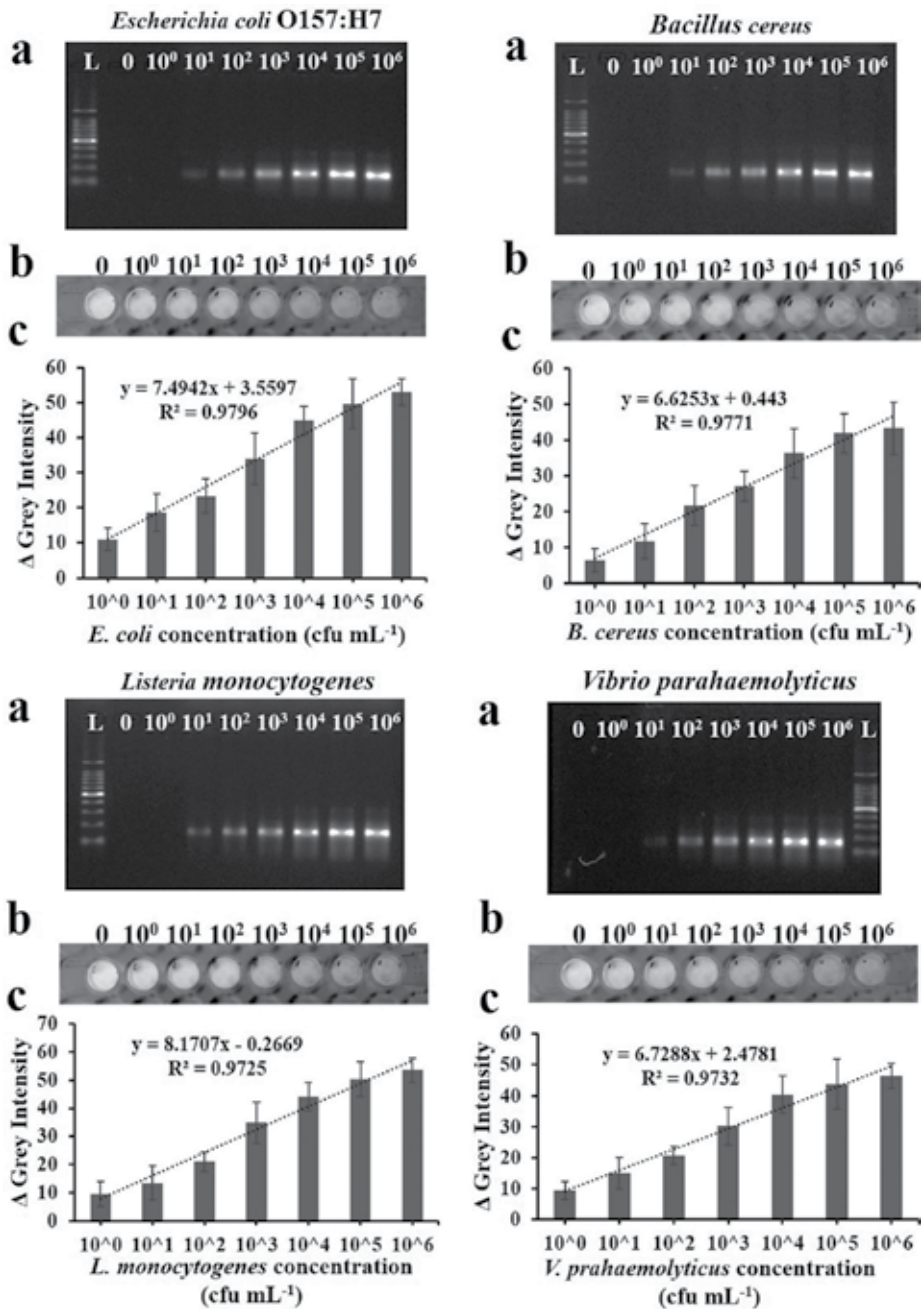 Escherichia coli O157:H7
a
L 0 10⁰ 10¹ 10² 10³ 10⁴ 10⁵ 10⁶
b
0 10⁰ 10¹ 10² 10³ 10⁴ 10⁵ 10⁶
c
Δ Grey Intensity
60
50
40
30
20
10
0
y = 7.4942x + 3.5597
R² = 0.9796
10^0 10^1 10^2 10^3 10^4 10^5 10^6
E. coli concentration (cfu mL⁻¹)
Bacillus cereus
a
L 0 10⁰ 10¹ 10² 10³ 10⁴ 10⁵ 10⁶
b
0 10⁰ 10¹ 10² 10³ 10⁴ 10⁵ 10⁶
c
Δ Grey Intensity
60
50
40
30
20
10
0
y = 6.6253x + 0.443
R² = 0.9771
10^0 10^1 10^2 10^3 10^4 10^5 10^6
B. cereus concentration (cfu mL⁻¹)
Listeria monocytogenes
a
L 0 10⁰ 10¹ 10² 10³ 10⁴ 10⁵ 10⁶
b
0 10⁰ 10¹ 10² 10³ 10⁴ 10⁵ 10⁶
c
Δ Grey Intensity
70
60
50
40
30
20
10
0
y = 8.1707x - 0.2669
R² = 0.9725
10^0 10^1 10^2 10^3 10^4 10^5 10^6
L. monocytogenes concentration
(cfu mL⁻¹)
Vibrio parahaemolyticus
a
0 10⁰ 10¹ 10² 10³ 10⁴ 10⁵ 10⁶ L
b
0 10⁰ 10¹ 10² 10³ 10⁴ 10⁵ 10⁶
c
Δ Grey Intensity
60
50
40
30
20
10
0
y = 6.7288x + 2.4781
R² = 0.9732
10^0 10^1 10^2 10^3 10^4 10^5 10^6
V. prahaemolyticus concentration
(cfu mL⁻¹)